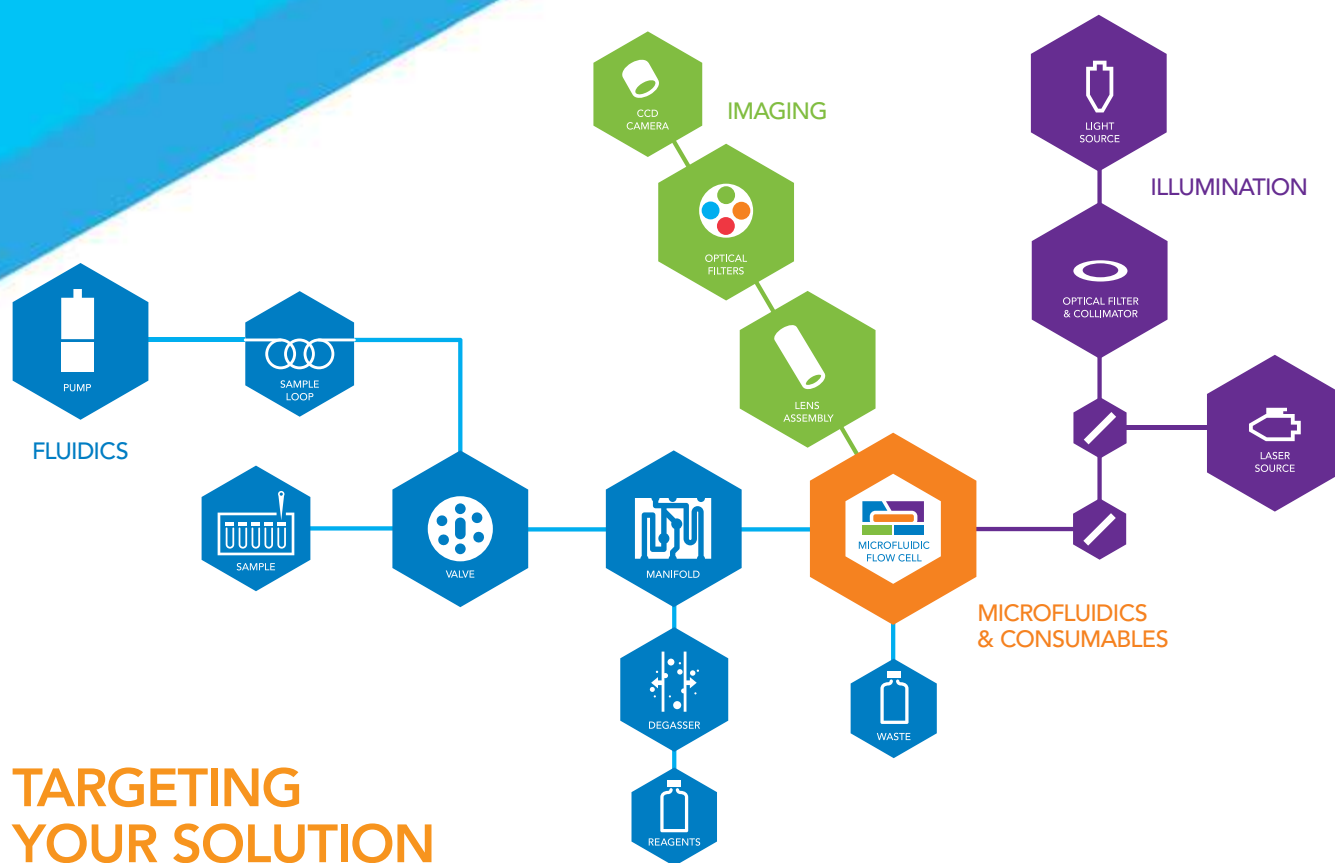 CCD
CAMERA
IMAGING
LIGHT
SOURCE
ILLUMINATION
OPTICAL
FILTERS
OPTICAL FILTER
& COLLIMATOR
PUMP
SAMPLE
LOOP
LENS
ASSEMBLY
LASER
SOURCE
FLUIDICS
SAMPLE
VALVE
MANIFOLD
MICROFLUIDIC
FLOW CELL
MICROFLUIDICS
& CONSUMABLES
DEGASSER
WASTE
REAGENTS
TARGETING
YOUR SOLUTION